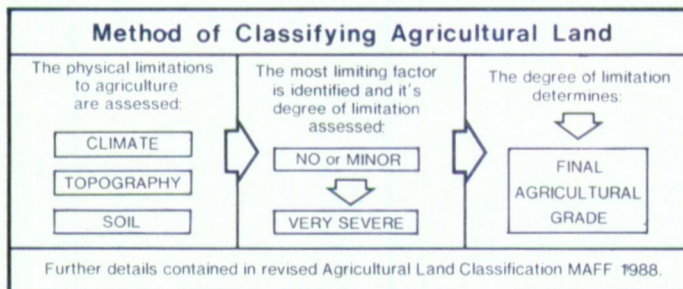 Method of Classifying Agricultural Land
The physical limitations
to agriculture
are assessed:
CLIMATE
TOPOGRAPHY
SOIL
The most limiting factor
is identified and it's
degree of limitation
assessed:
NO or MINOR
VERY SEVERE
The degree of limitation
determines:
FINAL
AGRICULTURAL
GRADE
Further details contained in revised Agricultural Land Classification MAFF 1988.